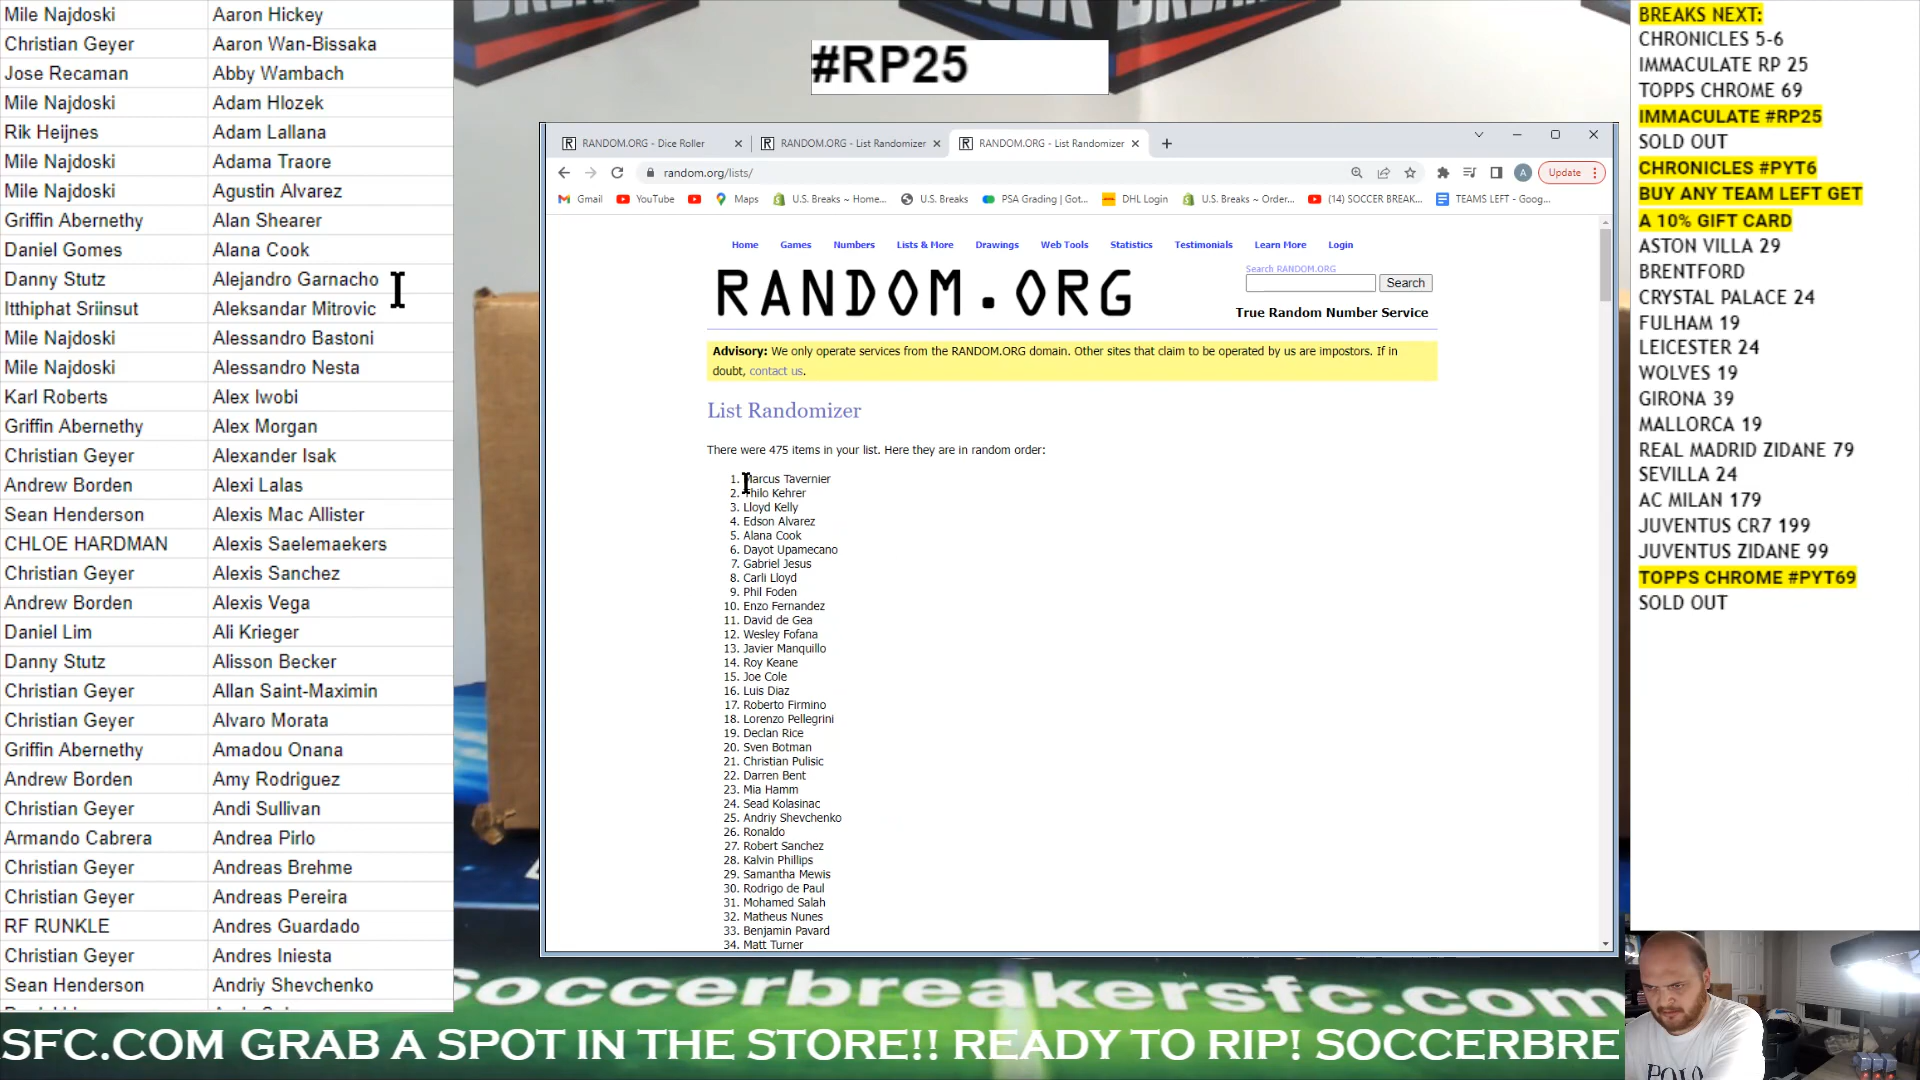 Mile Najdoski Aaron Hickey
Christian Geyer Aaron Wan-Bissaka
Jose Recaman Abby Wambach
Mile Najdoski Adam Hlozek
Rik Heijnes Adam Lallana
Mile Najdoski Adama Traore
Mile Najdoski Agustin Alvarez
Griffin Abernethy Alan Shearer
Daniel Gomes Alana Cook
Danny Stutz Alejandro Garnacho
Itthiphat Sriinsut Aleksandar Mitrovic
Mile Najdoski Alessandro Bastoni
Mile Najdoski Alessandro Nesta
Karl Roberts Alex Iwobi
Griffin Abernethy Alex Morgan
Christian Geyer Alexander Isak
Andrew Borden Alexi Lalas
Sean Henderson Alexis Mac Allister
CHLOE HARDMAN Alexis Saelemaekers
Christian Geyer Alexis Sanchez
Andrew Borden Alexis Vega
Daniel Lim Ali Krieger
Danny Stutz Alisson Becker
Christian Geyer Allan Saint-Maximin
Christian Geyer Alvaro Morata
Griffin Abernethy Amadou Onana
Andrew Borden Amy Rodriguez
Christian Geyer Andi Sullivan
Armando Cabrera Andrea Pirlo
Christian Geyer Andreas Brehme
Christian Geyer Andreas Pereira
RF RUNKLE Andres Guardado
Christian Geyer Andres Iniesta
Sean Henderson Andriy Shevchenko
#RP25
RANDOM.ORG - Dice Roller RANDOM.ORG - List Randomizer RANDOM.ORG - List Randomizer
random.org/lists/ A Update
Gmail YouTube Maps U.S. Breaks ~ Home... U.S. Breaks PSA Grading | Got... DHL Login U.S. Breaks ~ Order... (14) SOCCER BREAK... TEAMS LEFT - Goog...
Home Games Numbers Lists & More Drawings Web Tools Statistics Testimonials Learn More Login
RANDOM.ORG
Search RANDOM.ORG
Search
True Random Number Service
Advisory: We only operate services from the RANDOM.ORG domain. Other sites that claim to be operated by us are impostors. If in
doubt, contact us.
List Randomizer
There were 475 items in your list. Here they are in random order:
1. Marcus Tavernier
2. Thilo Kehrer
3. Lloyd Kelly
4. Edson Alvarez
5. Alana Cook
6. Dayot Upamecano
7. Gabriel Jesus
8. Carli Lloyd
9. Phil Foden
10. Enzo Fernandez
11. David de Gea
12. Wesley Fofana
13. Javier Manquillo
14. Roy Keane
15. Joe Cole
16. Luis Diaz
17. Roberto Firmino
18. Lorenzo Pellegrini
19. Declan Rice
20. Sven Botman
21. Christian Pulisic
22. Darren Bent
23. Mia Hamm
24. Sead Kolasinac
25. Andriy Shevchenko
26. Ronaldo
27. Robert Sanchez
28. Kalvin Phillips
29. Samantha Mewis
30. Rodrigo de Paul
31. Mohamed Salah
32. Matheus Nunes
33. Benjamin Pavard
34. Matt Turner
BREAKS NEXT:
CHRONICLES 5-6
IMMACULATE RP 25
TOPPS CHROME 69
IMMACULATE #RP25
SOLD OUT
CHRONICLES #PYT6
BUY ANY TEAM LEFT GET
A 10% GIFT CARD
ASTON VILLA 29
BRENTFORD
CRYSTAL PALACE 24
FULHAM 19
LEICESTER 24
WOLVES 19
GIRONA 39
MALLORCA 19
REAL MADRID ZIDANE 79
SEVILLA 24
AC MILAN 179
JUVENTUS CR7 199
JUVENTUS ZIDANE 99
TOPPS CHROME #PYT69
SOLD OUT
Soccerbreakersfc.com
SFC.COM GRAB A SPOT IN THE STORE!! READY TO RIP! SOCCERBRE
POLO